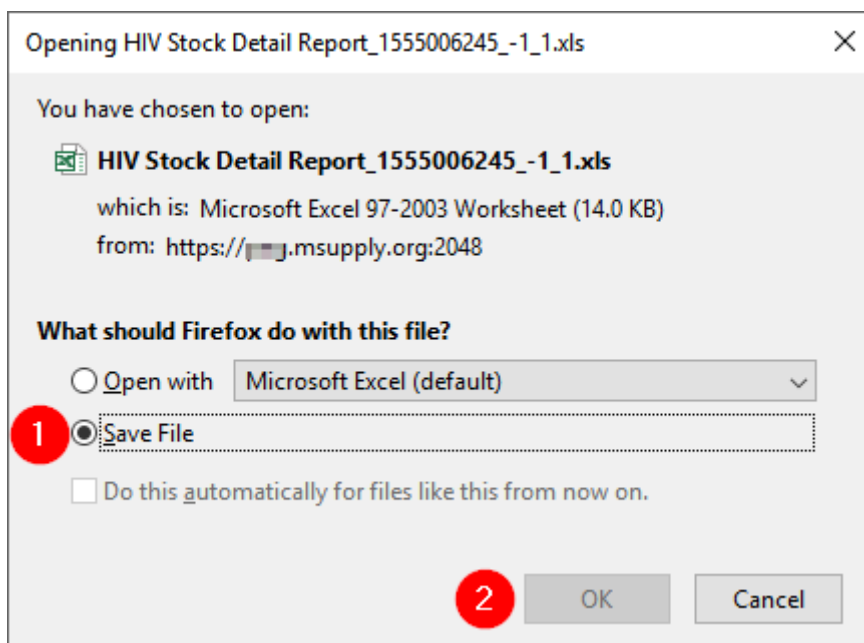 Opening HIV Stock Detail Report_1555006245_-1_1.xls
You have chosen to open:
HIV Stock Detail Report_1555006245_-1_1.xls
which is: Microsoft Excel 97-2003 Worksheet (14.0 KB)
from: https:// .msupply.org:2048
What should Firefox do with this file?
Open with Microsoft Excel (default)
1 Save File
Do this automatically for files like this from now on.
2 OK Cancel